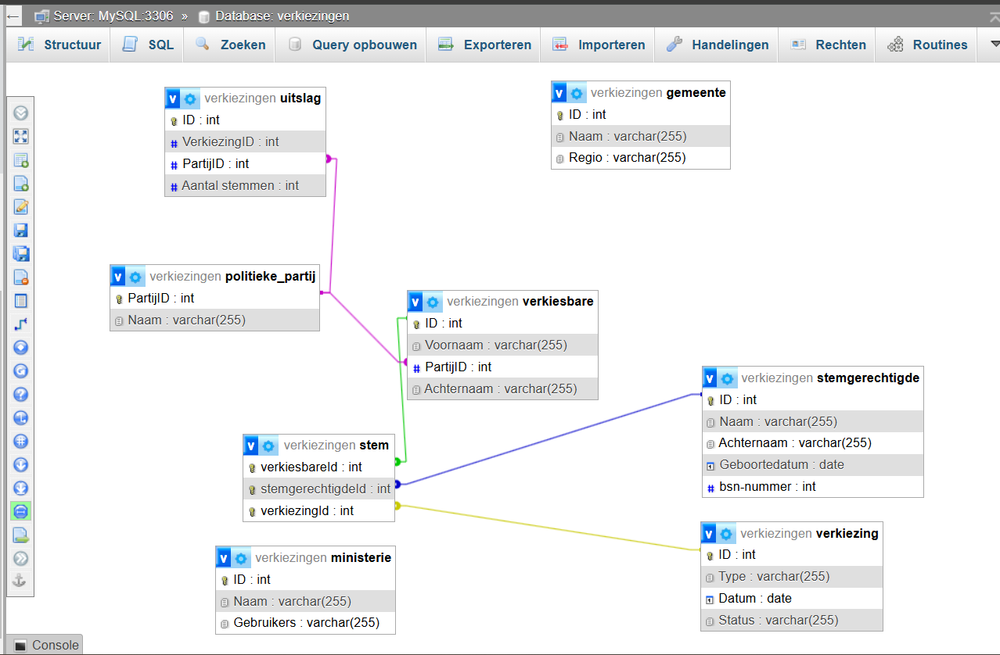 Server: MySQL:3306 » Database: verkiezingen
Structuur SQL Zoeken Query opbouwen Exporteren Importeren Handelingen Rechten Routines
v verkiezingen uitslag
ID : int
VerkiezingID : int
PartijID : int
Aantal stemmen : int
v verkiezingen gemeente
ID : int
Naam : varchar(255)
Regio : varchar(255)
v verkiezingen politieke_partij
PartijID : int
Naam : varchar(255)
v verkiezingen verkiesbare
ID : int
Voornaam : varchar(255)
PartijID : int
Achternaam : varchar(255)
v verkiezingen stemgerechtigde
ID : int
Naam : varchar(255)
Achternaam : varchar(255)
Geboortedatum : date
bsn-nummer : int
v verkiezingen stem
verkiesbareId : int
stemgerechtigdeId : int
verkiezingId : int
v verkiezingen verkiezing
ID : int
Type : varchar(255)
Datum : date
Status : varchar(255)
v verkiezingen ministerie
ID : int
Naam : varchar(255)
Gebruikers : varchar(255)
Console